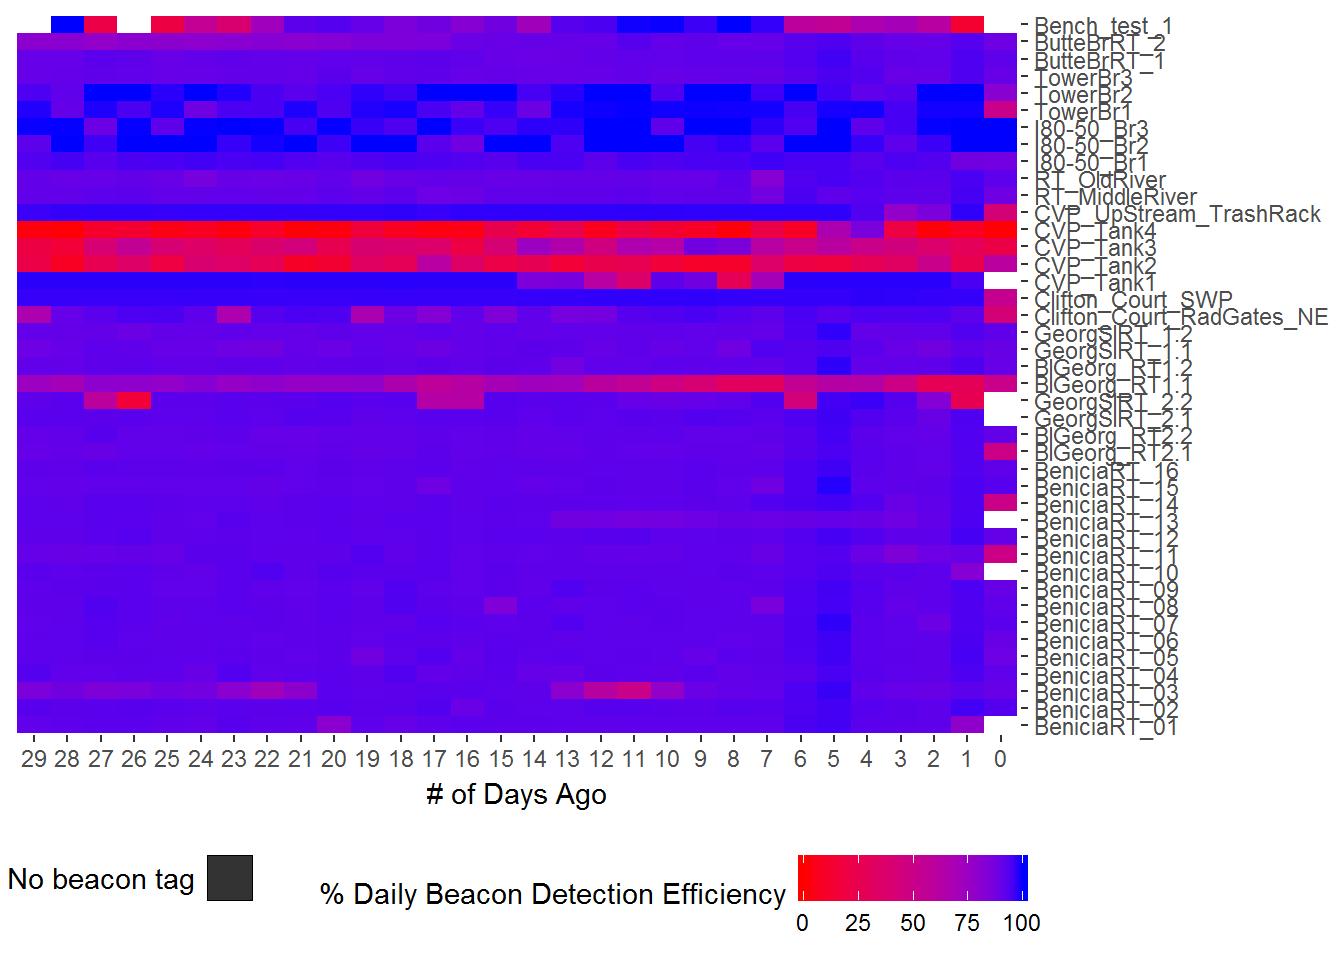 Bench_test_1
ButteBrRT_2
ButteBrRT_1
TowerBr3
TowerBr2
TowerBr1
I80-50_Br3
I80-50_Br2
I80-50_Br1
RT_OldRiver
RT_MiddleRiver
CVP_UpStream_TrashRack
CVP_Tank4
CVP_Tank3
CVP_Tank2
CVP_Tank1
Clifton_Court_SWP
Clifton_Court_RadGates_NE
GeorgSlRT_1.2
GeorgSlRT_1.1
BlGeorg_RT1.2
BlGeorg_RT1.1
GeorgSlRT_2.2
GeorgSlRT_2.1
BlGeorg_RT2.2
BlGeorg_RT2.1
BeniciaRT_16
BeniciaRT_15
BeniciaRT_14
BeniciaRT_13
BeniciaRT_12
BeniciaRT_11
BeniciaRT_10
BeniciaRT_09
BeniciaRT_08
BeniciaRT_07
BeniciaRT_06
BeniciaRT_05
BeniciaRT_04
BeniciaRT_03
BeniciaRT_02
BeniciaRT_01
29 28 27 26 25 24 23 22 21 20 19 18 17 16 15 14 13 12 11 10 9 8 7 6 5 4 3 2 1 0
# of Days Ago
No beacon tag
% Daily Beacon Detection Efficiency
0 25 50 75 100